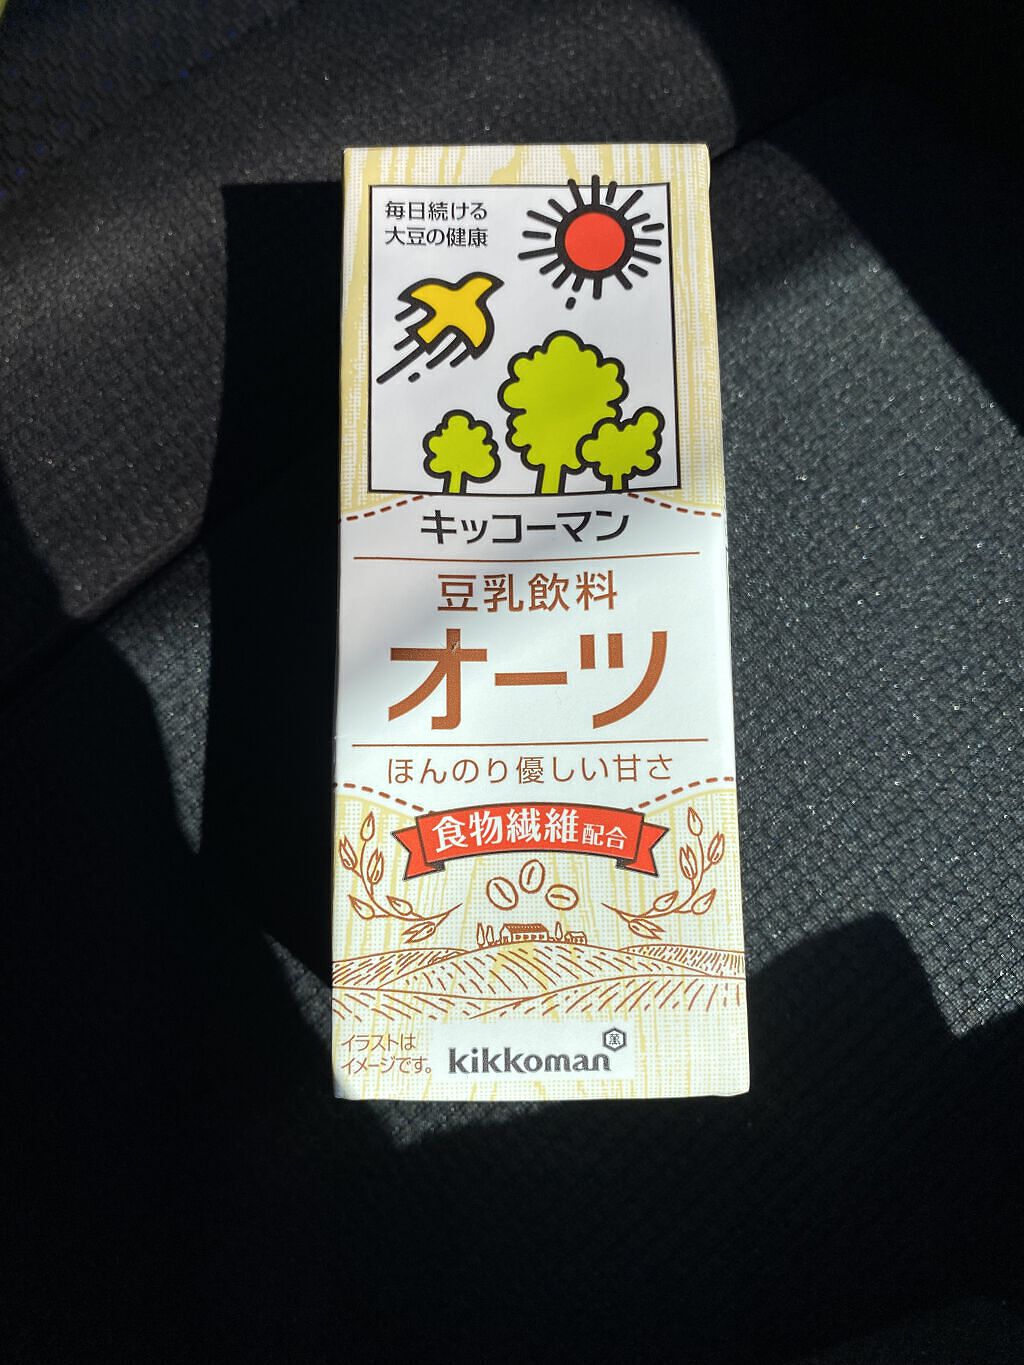 毎日続ける
大豆の健康
キッコーマン
豆乳飲料
オーツ
ほんのり優しい甘さ
食物繊維配合
イラストは
イメージです。
kikkoman
萬